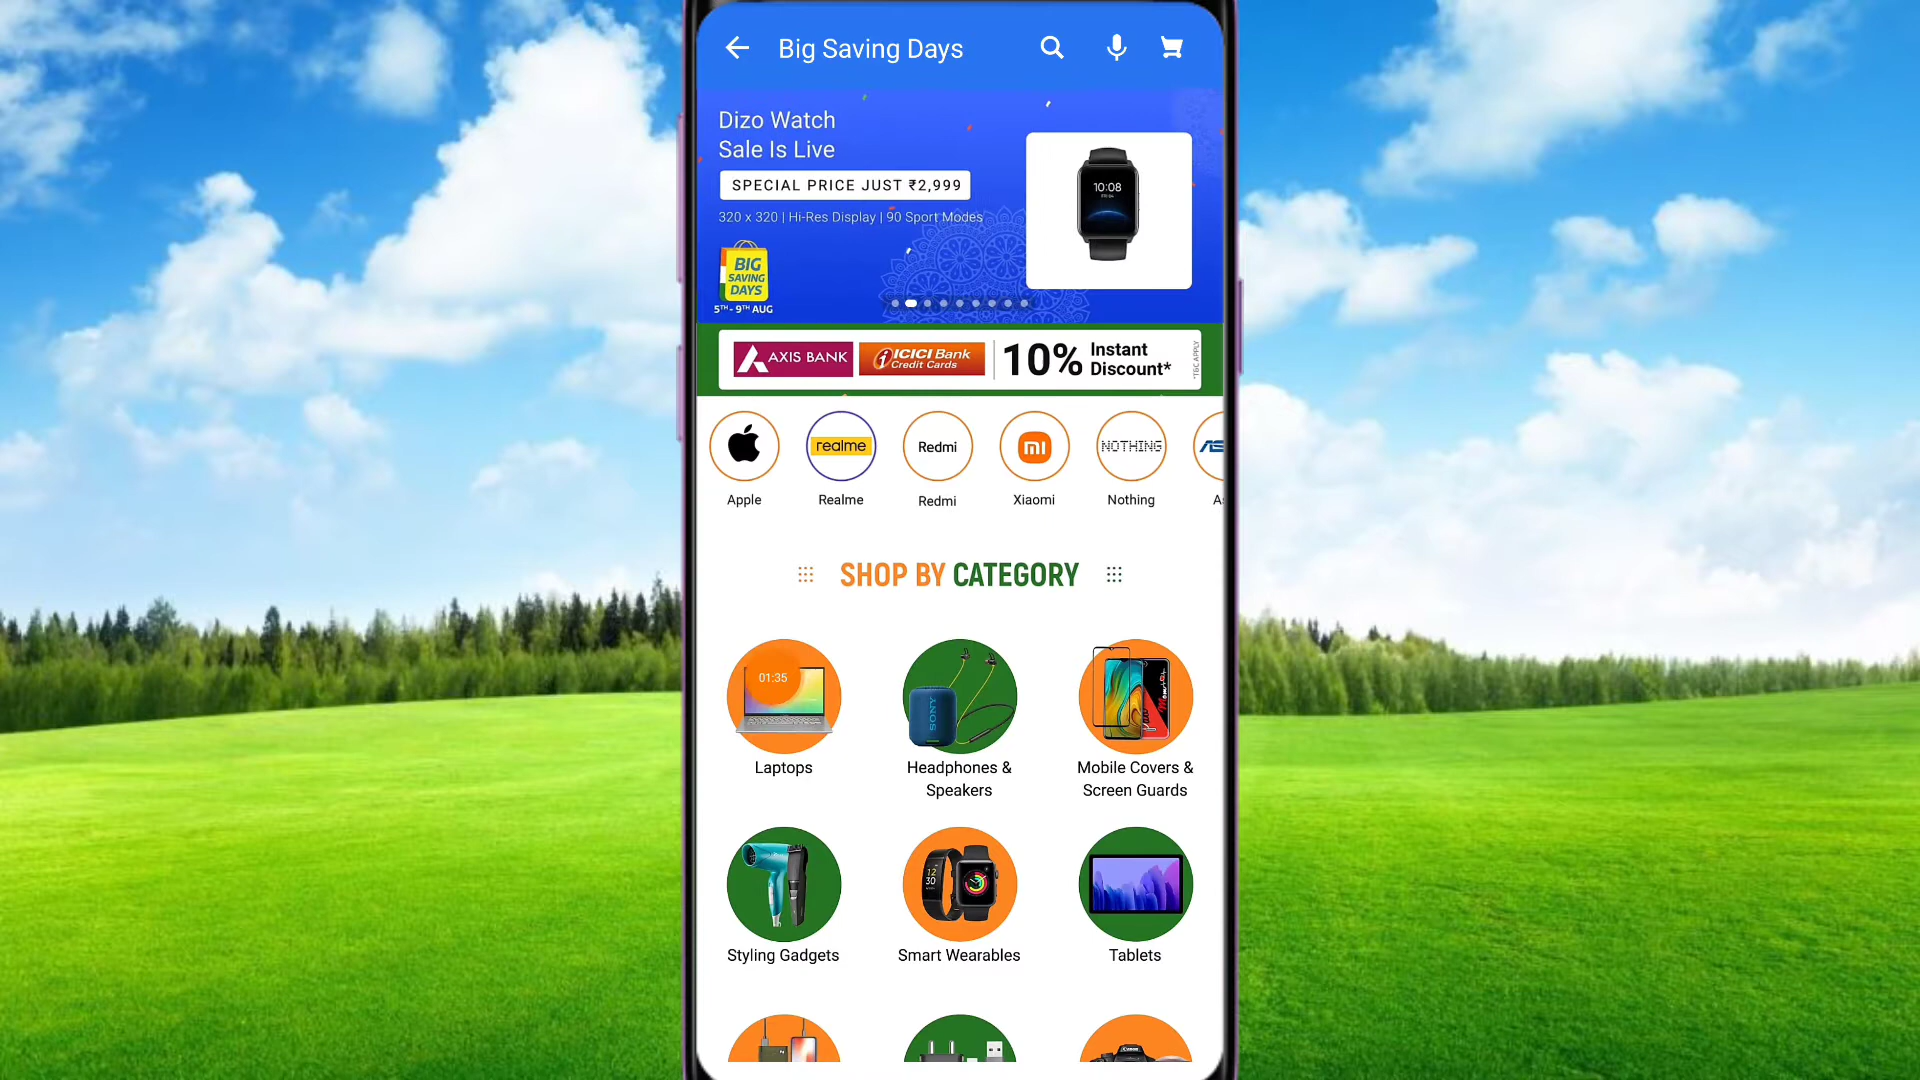 Big Saving Days
Dizo Watch
Sale Is Live
SPECIAL PRICE JUST ₹2,999
320 x 320 | Hi-Res Display | 90 Sport Modes
10:08
BIG
SAVING
DAYS
5TH - 9TH AUG
AXIS BANK
ICICI Bank
Credit Cards
10% Instant
Discount*
*T&C APPLY
realme
Redmi
mi
NOTHING
AS
Apple
Realme
Redmi
Xiaomi
Nothing
As
SHOP BY CATEGORY
01:35
SONY
Laptops
Headphones &
Speakers
Mobile Covers &
Screen Guards
12
30
Styling Gadgets
Smart Wearables
Tablets
Canon